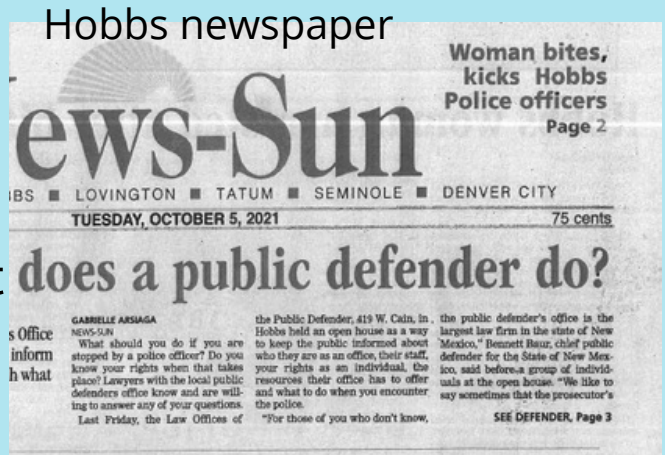 Hobbs newspaper
Woman bites,
kicks Hobbs
Police officers
Page 2
ews-Sun
BS ■ LOVINGTON ■ TATUM ■ SEMINOLE ■ DENVER CITY
TUESDAY, OCTOBER 5, 2021 75 cents
does a public defender do?
s Office
inform
h what
GABRIELLE ARSIAGA
NEWS-SUN
What should you do if you are
stopped by a police officer? Do you
know your rights when that takes
place? Lawyers with the local public
defenders office know and are will-
ing to answer any of your questions.
Last Friday, the Law Offices of
the Public Defender, 419 W. Cain, in
Hobbs held an open house as a way
to keep the public informed about
who they are as an office, their staff,
your rights as an individual, the
resources their office has to offer
and what to do when you encounter
the police.
"For those of you who don't know,
the public defender's office is the
largest law firm in the state of New
Mexico," Bennett Baur, chief public
defender for the State of New Mex-
ico, said before a group of individ-
uals at the open house. "We like to
say sometimes that the prosecutor's
SEE DEFENDER, Page 3